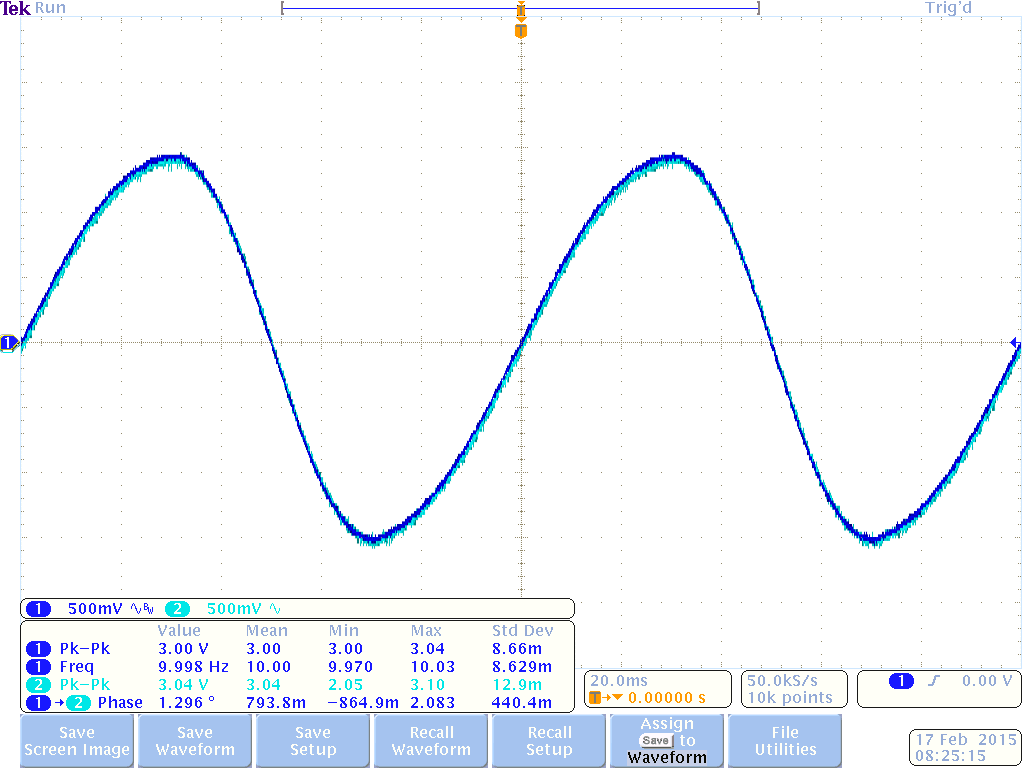 Tek Run Trig'd
T
T
1
1 500mV ∿BW 2 500mV ∿
Value Mean Min Max Std Dev
1 Pk−Pk 3.00 V 3.00 3.00 3.04 8.66m
1 Freq 9.998 Hz 10.00 9.970 10.03 8.629m
2 Pk−Pk 3.04 V 3.04 2.05 3.10 12.9m
1 → 2 Phase 1.296 ° 793.8m −864.9m 2.083 440.4m
20.0ms
T→▼ 0.00000 s
50.0kS/s
10k points
1 ʃ 0.00 V
Save
Screen Image
Save
Waveform
Save
Setup
Recall
Waveform
Recall
Setup
Assign
Save to
Waveform
File
Utilities
17 Feb 2015
08:25:15